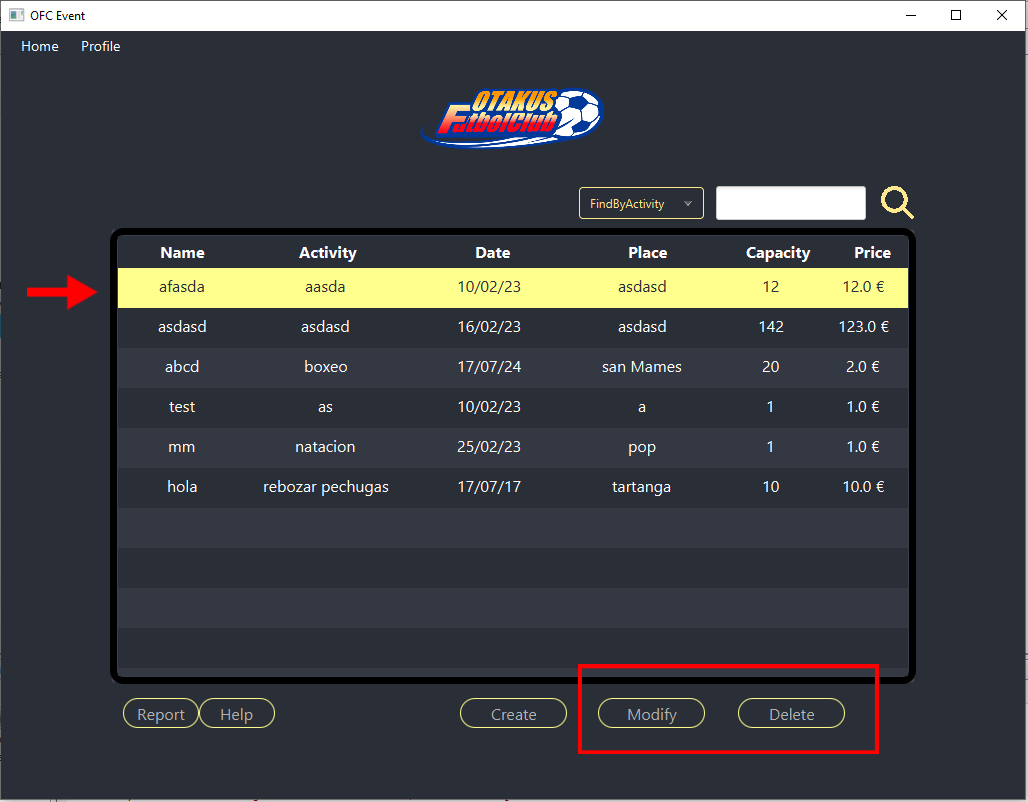 OFC Event
Home Profile
OTAKUS
FutbolClub
FindByActivity
Name Activity Date Place Capacity Price
afasda aasda 10/02/23 asdasd 12 12.0 €
asdasd asdasd 16/02/23 asdasd 142 123.0 €
abcd boxeo 17/07/24 san Mames 20 2.0 €
test as 10/02/23 a 1 1.0 €
mm natacion 25/02/23 pop 1 1.0 €
hola rebozar pechugas 17/07/17 tartanga 10 10.0 €
Report Help Create Modify Delete